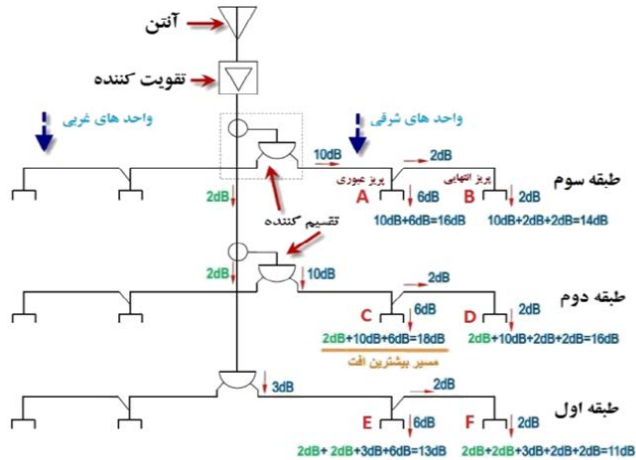 آنتن
تقویت کننده
واحد های غربی
واحد های شرقی
10dB
2dB
طبقه سوم
پریز عبوری
پریز انتهایی
2dB
A
6dB
B
2dB
10dB+6dB=16dB
10dB+2dB+2dB=14dB
تقسیم کننده
2dB
10dB
2dB
طبقه دوم
C
6dB
D
2dB
2dB+10dB+6dB=18dB
2dB+10dB+2dB+2dB=16dB
مسیر بیشترین افت
3dB
2dB
طبقه اول
E
6dB
F
2dB
2dB+ 2dB+3dB+6dB=13dB
2dB+2dB+3dB+2dB+2dB=11dB